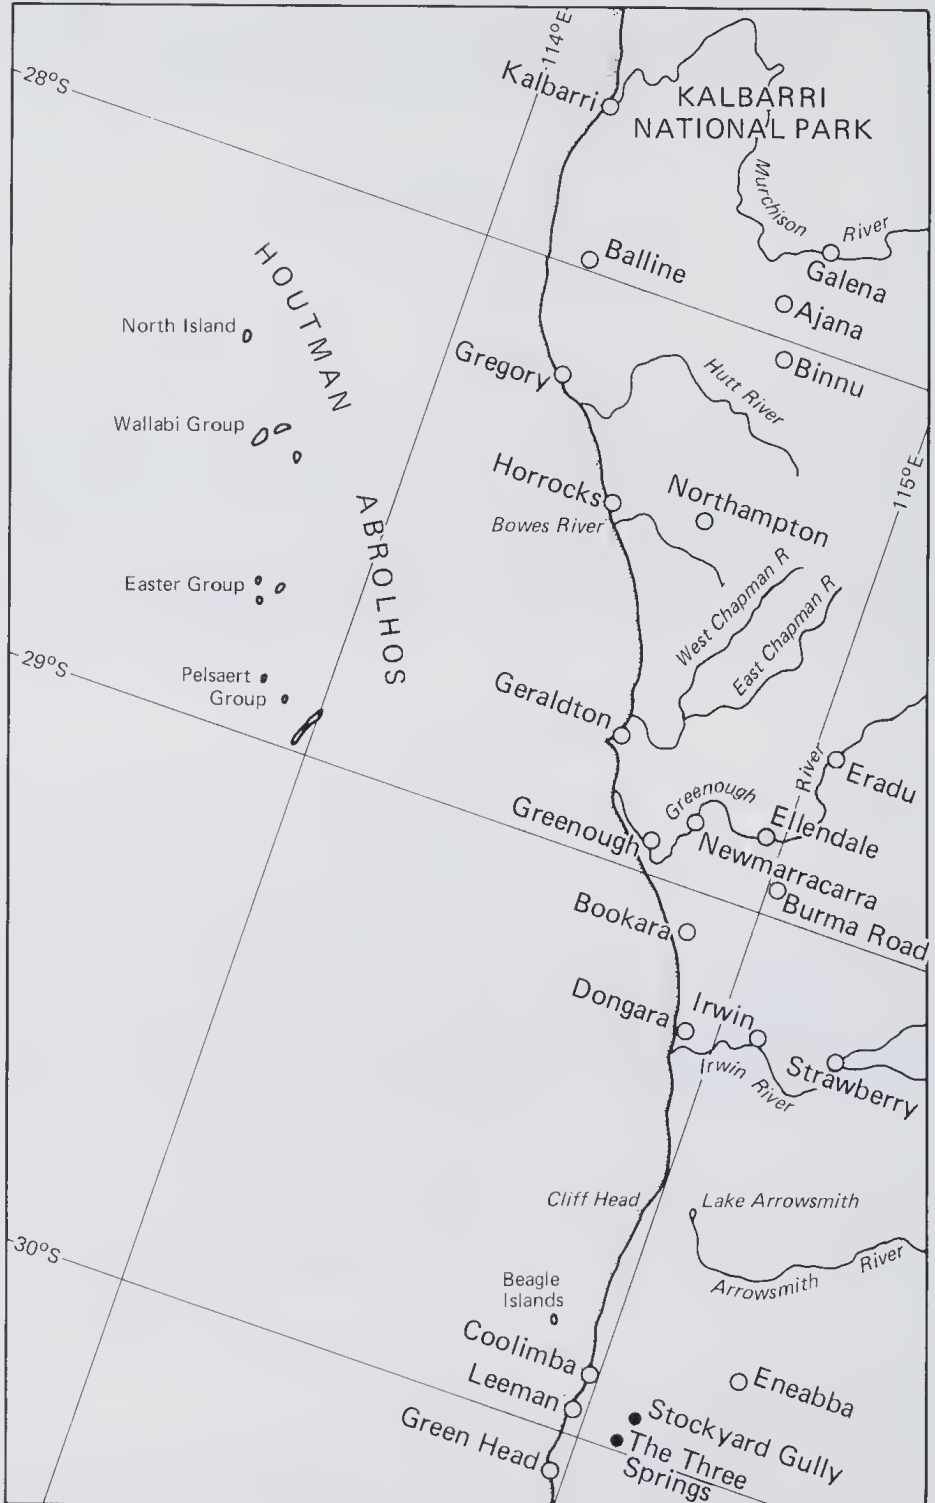 114°E
28°S
Kalbarri
KALBARRI
NATIONAL PARK
Murchison
River
Galena
Balline
Ajana
HOUTMAN
North Island
Gregory
Binnu
Hutt River
Wallabi Group
115°E
Horrocks
Northampton
ABROLHOS
Bowes River
West Chapman R
East Chapman R
Easter Group
29°S
Pelsaert
Group
Geraldton
River
Eradu
Greenough
Greenough
Ellendale
Newmarracarra
Burma Road
Bookara
Dongara
Irwin
Irwin River
Strawberry
Cliff Head
Lake Arrowsmith
30°S
Arrowsmith
River
Beagle
Islands
Coolimba
Leeman
Eneabba
Green Head
Stockyard Gully
The Three
Springs